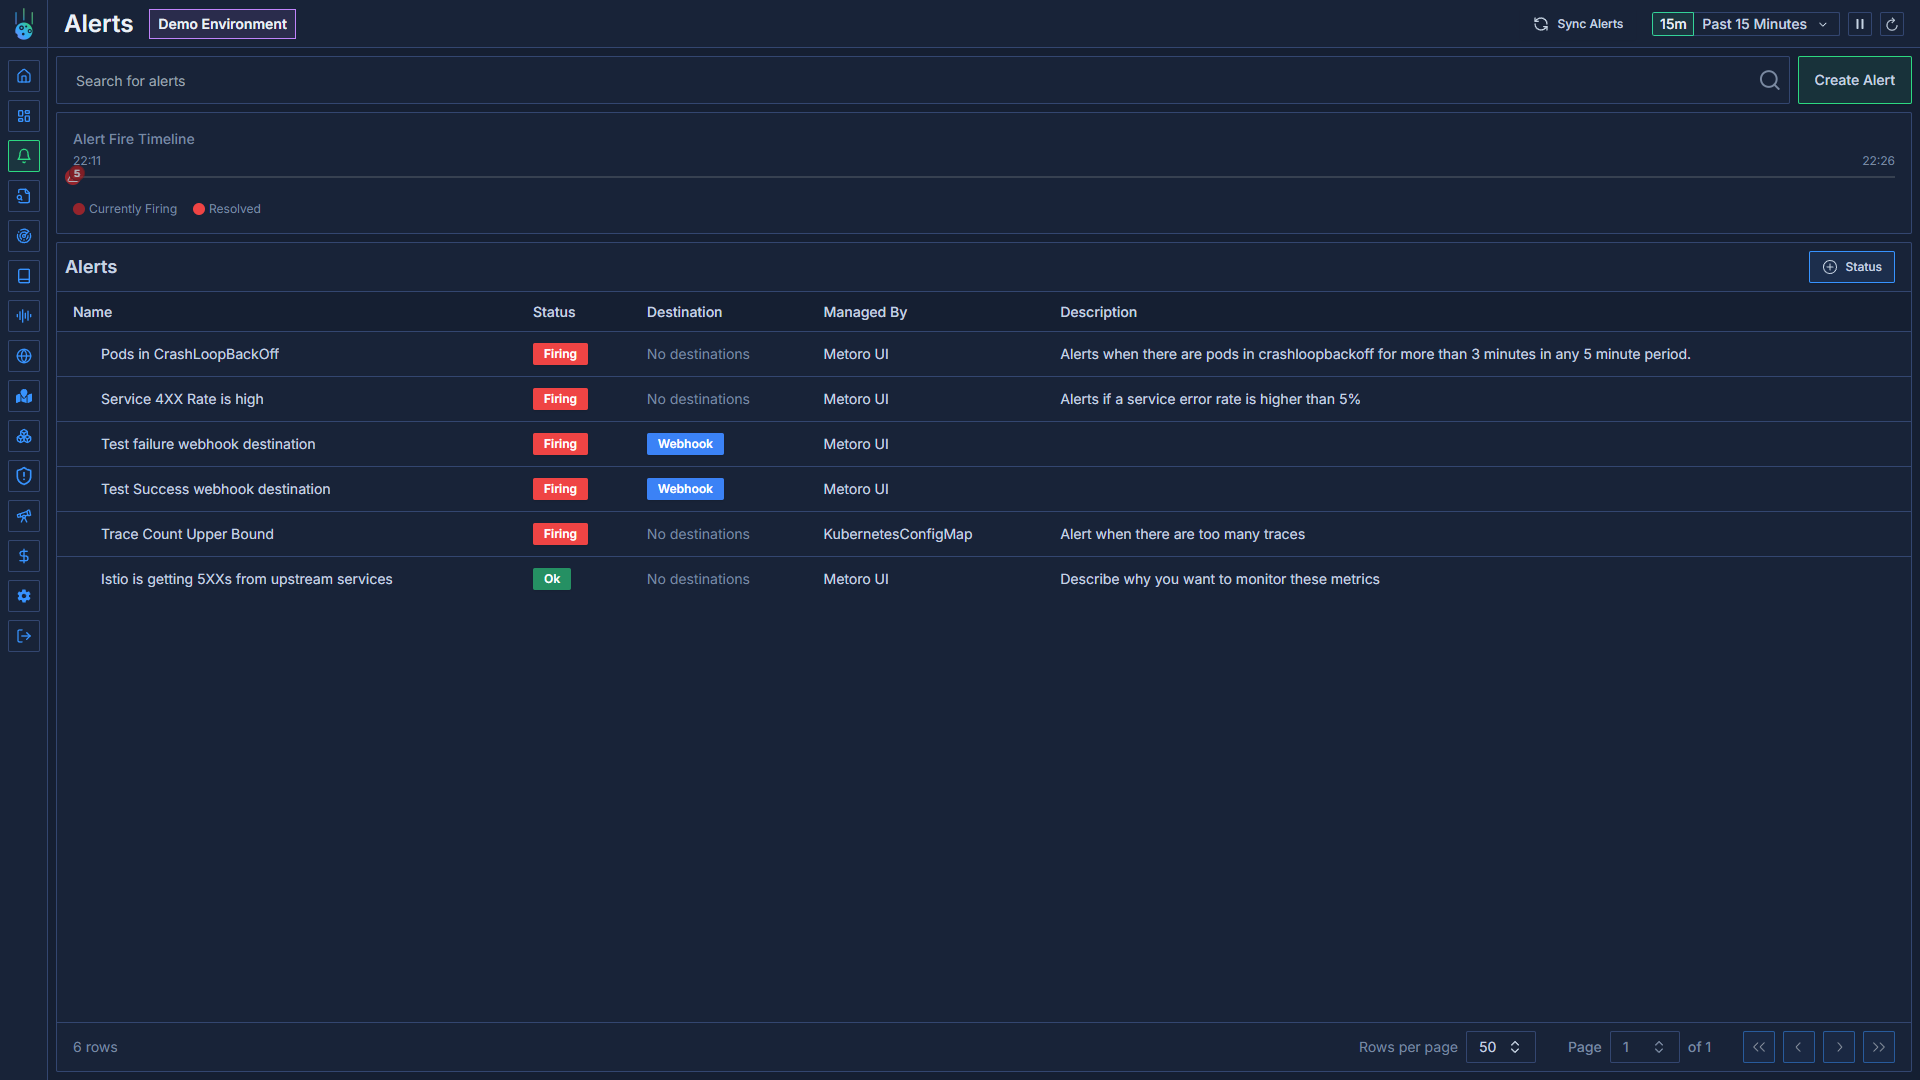 Alerts
Demo Environment
Sync Alerts
15m
Past 15 Minutes
Search for alerts
Create Alert
Alert Fire Timeline
22:11
22:26
5
Currently Firing
Resolved
Alerts
Status
Name Status Destination Managed By Description
Pods in CrashLoopBackOff Firing No destinations Metoro UI Alerts when there are pods in crashloopbackoff for more than 3 minutes in any 5 minute period.
Service 4XX Rate is high Firing No destinations Metoro UI Alerts if a service error rate is higher than 5%
Test failure webhook destination Firing Webhook Metoro UI
Test Success webhook destination Firing Webhook Metoro UI
Trace Count Upper Bound Firing No destinations KubernetesConfigMap Alert when there are too many traces
Istio is getting 5XXs from upstream services Ok No destinations Metoro UI Describe why you want to monitor these metrics
6 rows
Rows per page 50
Page 1 of 1